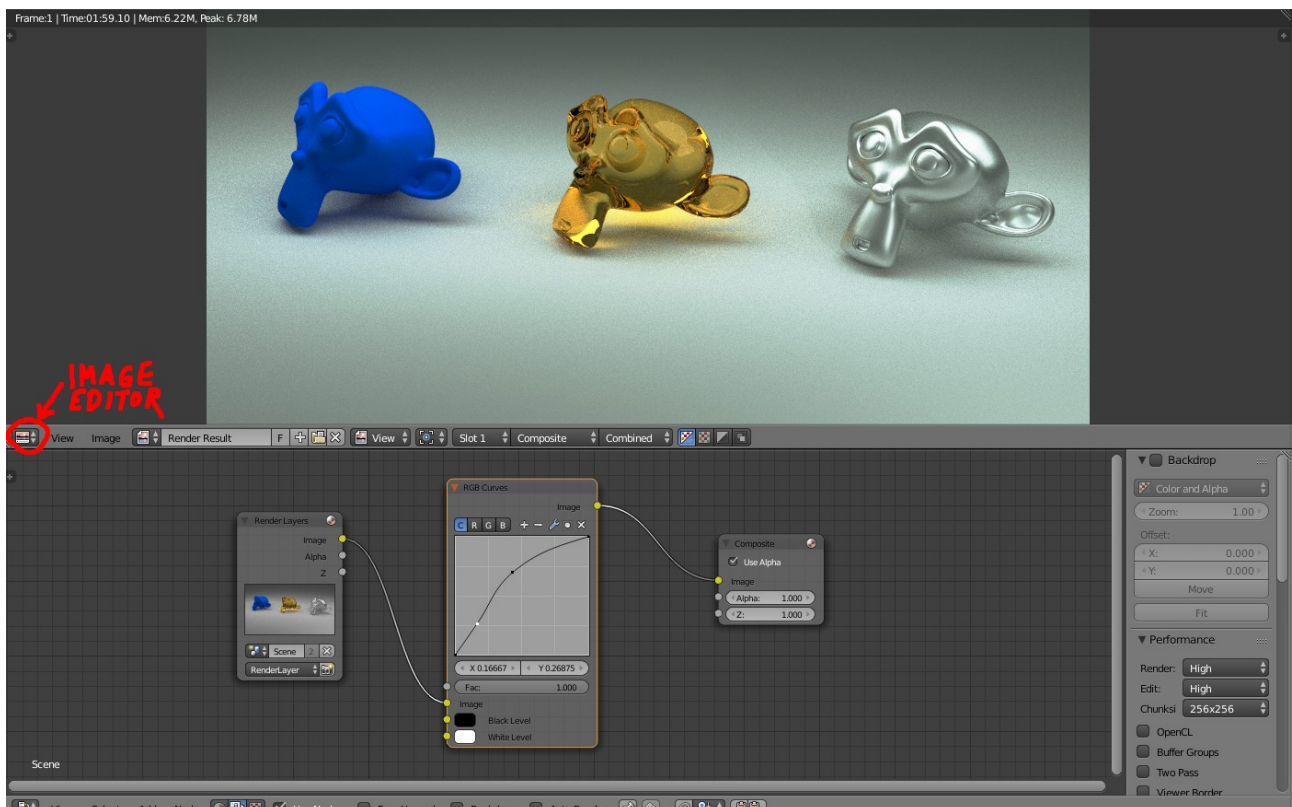 Frame:1 | Time:01:59.10 | Mem:6.22M, Peak: 6.78M
IMAGE
EDITOR
View Image Render Result F View Slot 1 Composite Combined
Backdrop
Color and Alpha
Zoom: 1.00
Offset:
X: 0.000
Y: 0.000
Move
Fit
Performance
Render: High
Edit: High
Chunksi 256x256
OpenCL
Buffer Groups
Two Pass
Viewer Border
RGB Curves
Image
C R G B
X 0.16667 Y 0.26875
Fac: 1.000
Image
Black Level
White Level
Render Layers
Image
Alpha
Z
Scene 2
RenderLayer
Composite
Use Alpha
Image
Alpha: 1.000
Z: 1.000
Scene